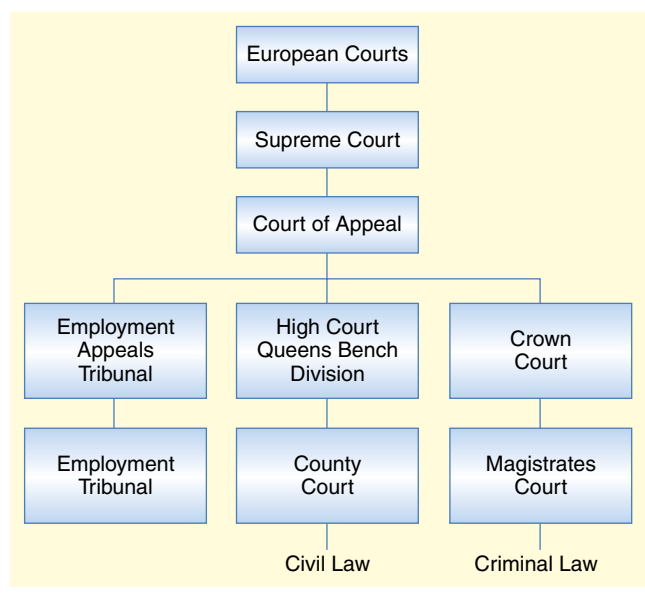 European Courts
Supreme Court
Court of Appeal
Employment
Appeals
Tribunal
High Court
Queens Bench
Division
Crown
Court
Employment
Tribunal
County
Court
Magistrates
Court
Civil Law
Criminal Law